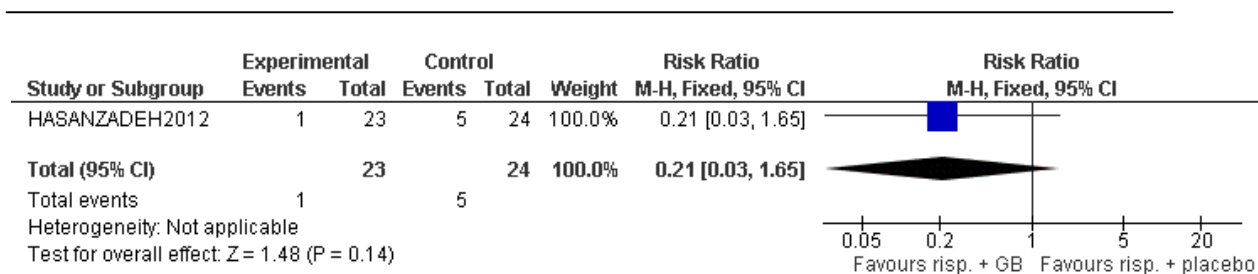 Experimental Control Risk Ratio Risk Ratio
Study or Subgroup Events Total Events Total Weight M-H, Fixed, 95% CI M-H, Fixed, 95% CI
HASANZADEH2012 1 23 5 24 100.0% 0.21 [0.03, 1.65]
Total (95% CI) 23 24 100.0% 0.21 [0.03, 1.65]
Total events 1 5
Heterogeneity: Not applicable
Test for overall effect: Z = 1.48 (P = 0.14)
0.05 0.2 1 5 20
Favours risp. + GB Favours risp. + placebo